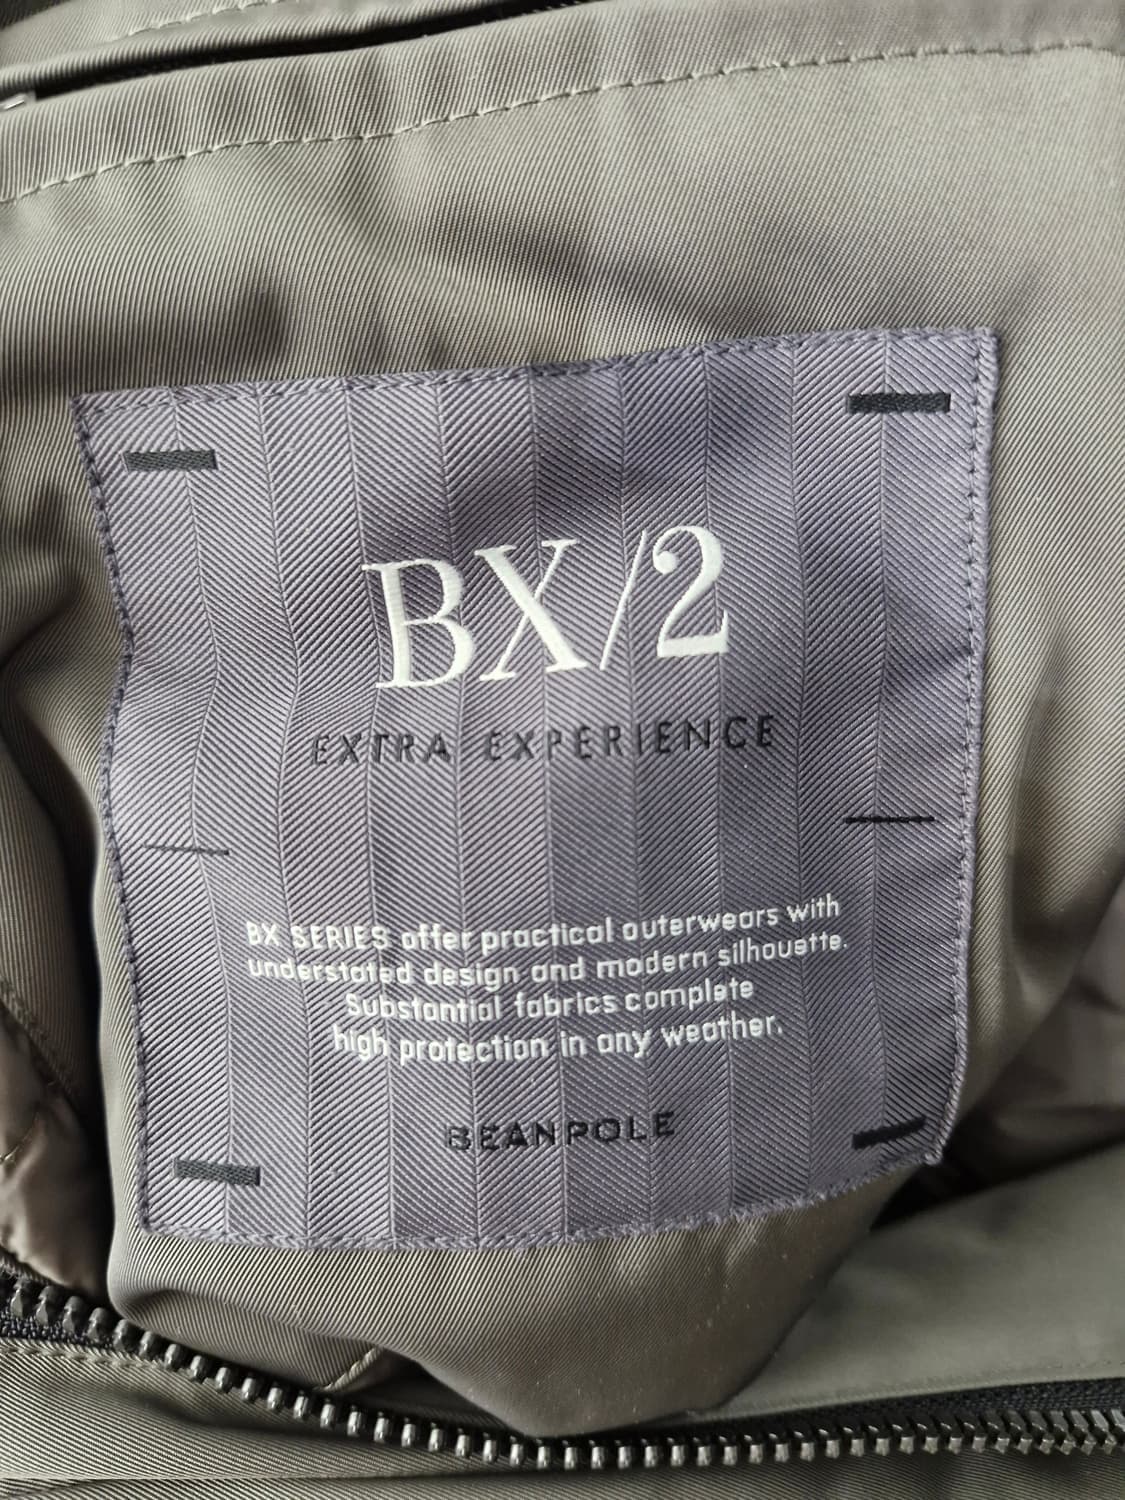 BX/2
EXTRA EXPERIENCE
BX SERIES offer practical outerwears with
understated design and modern silhouette.
Substantial fabrics complete
high protection in any weather.
BEANPOLE